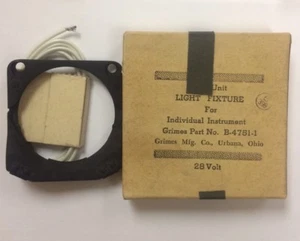 Unit
LIGHT FIXTURE
For
Individual Instrument
Grimes Part No. B-4781-1
Grimes Mfg. Co., Urbana, Ohio
28 Volt